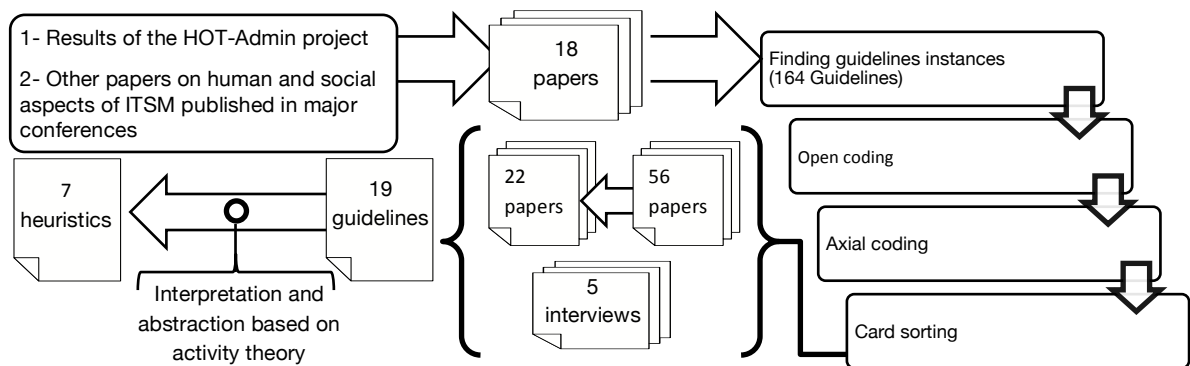 1- Results of the HOT-Admin project
2- Other papers on human and social
aspects of ITSM published in major
conferences
18
papers
Finding guidelines instances
(164 Guidelines)
Open coding
Axial coding
Card sorting
56
papers
22
papers
5
interviews
19
guidelines
7
heuristics
Interpretation and
abstraction based on
activity theory